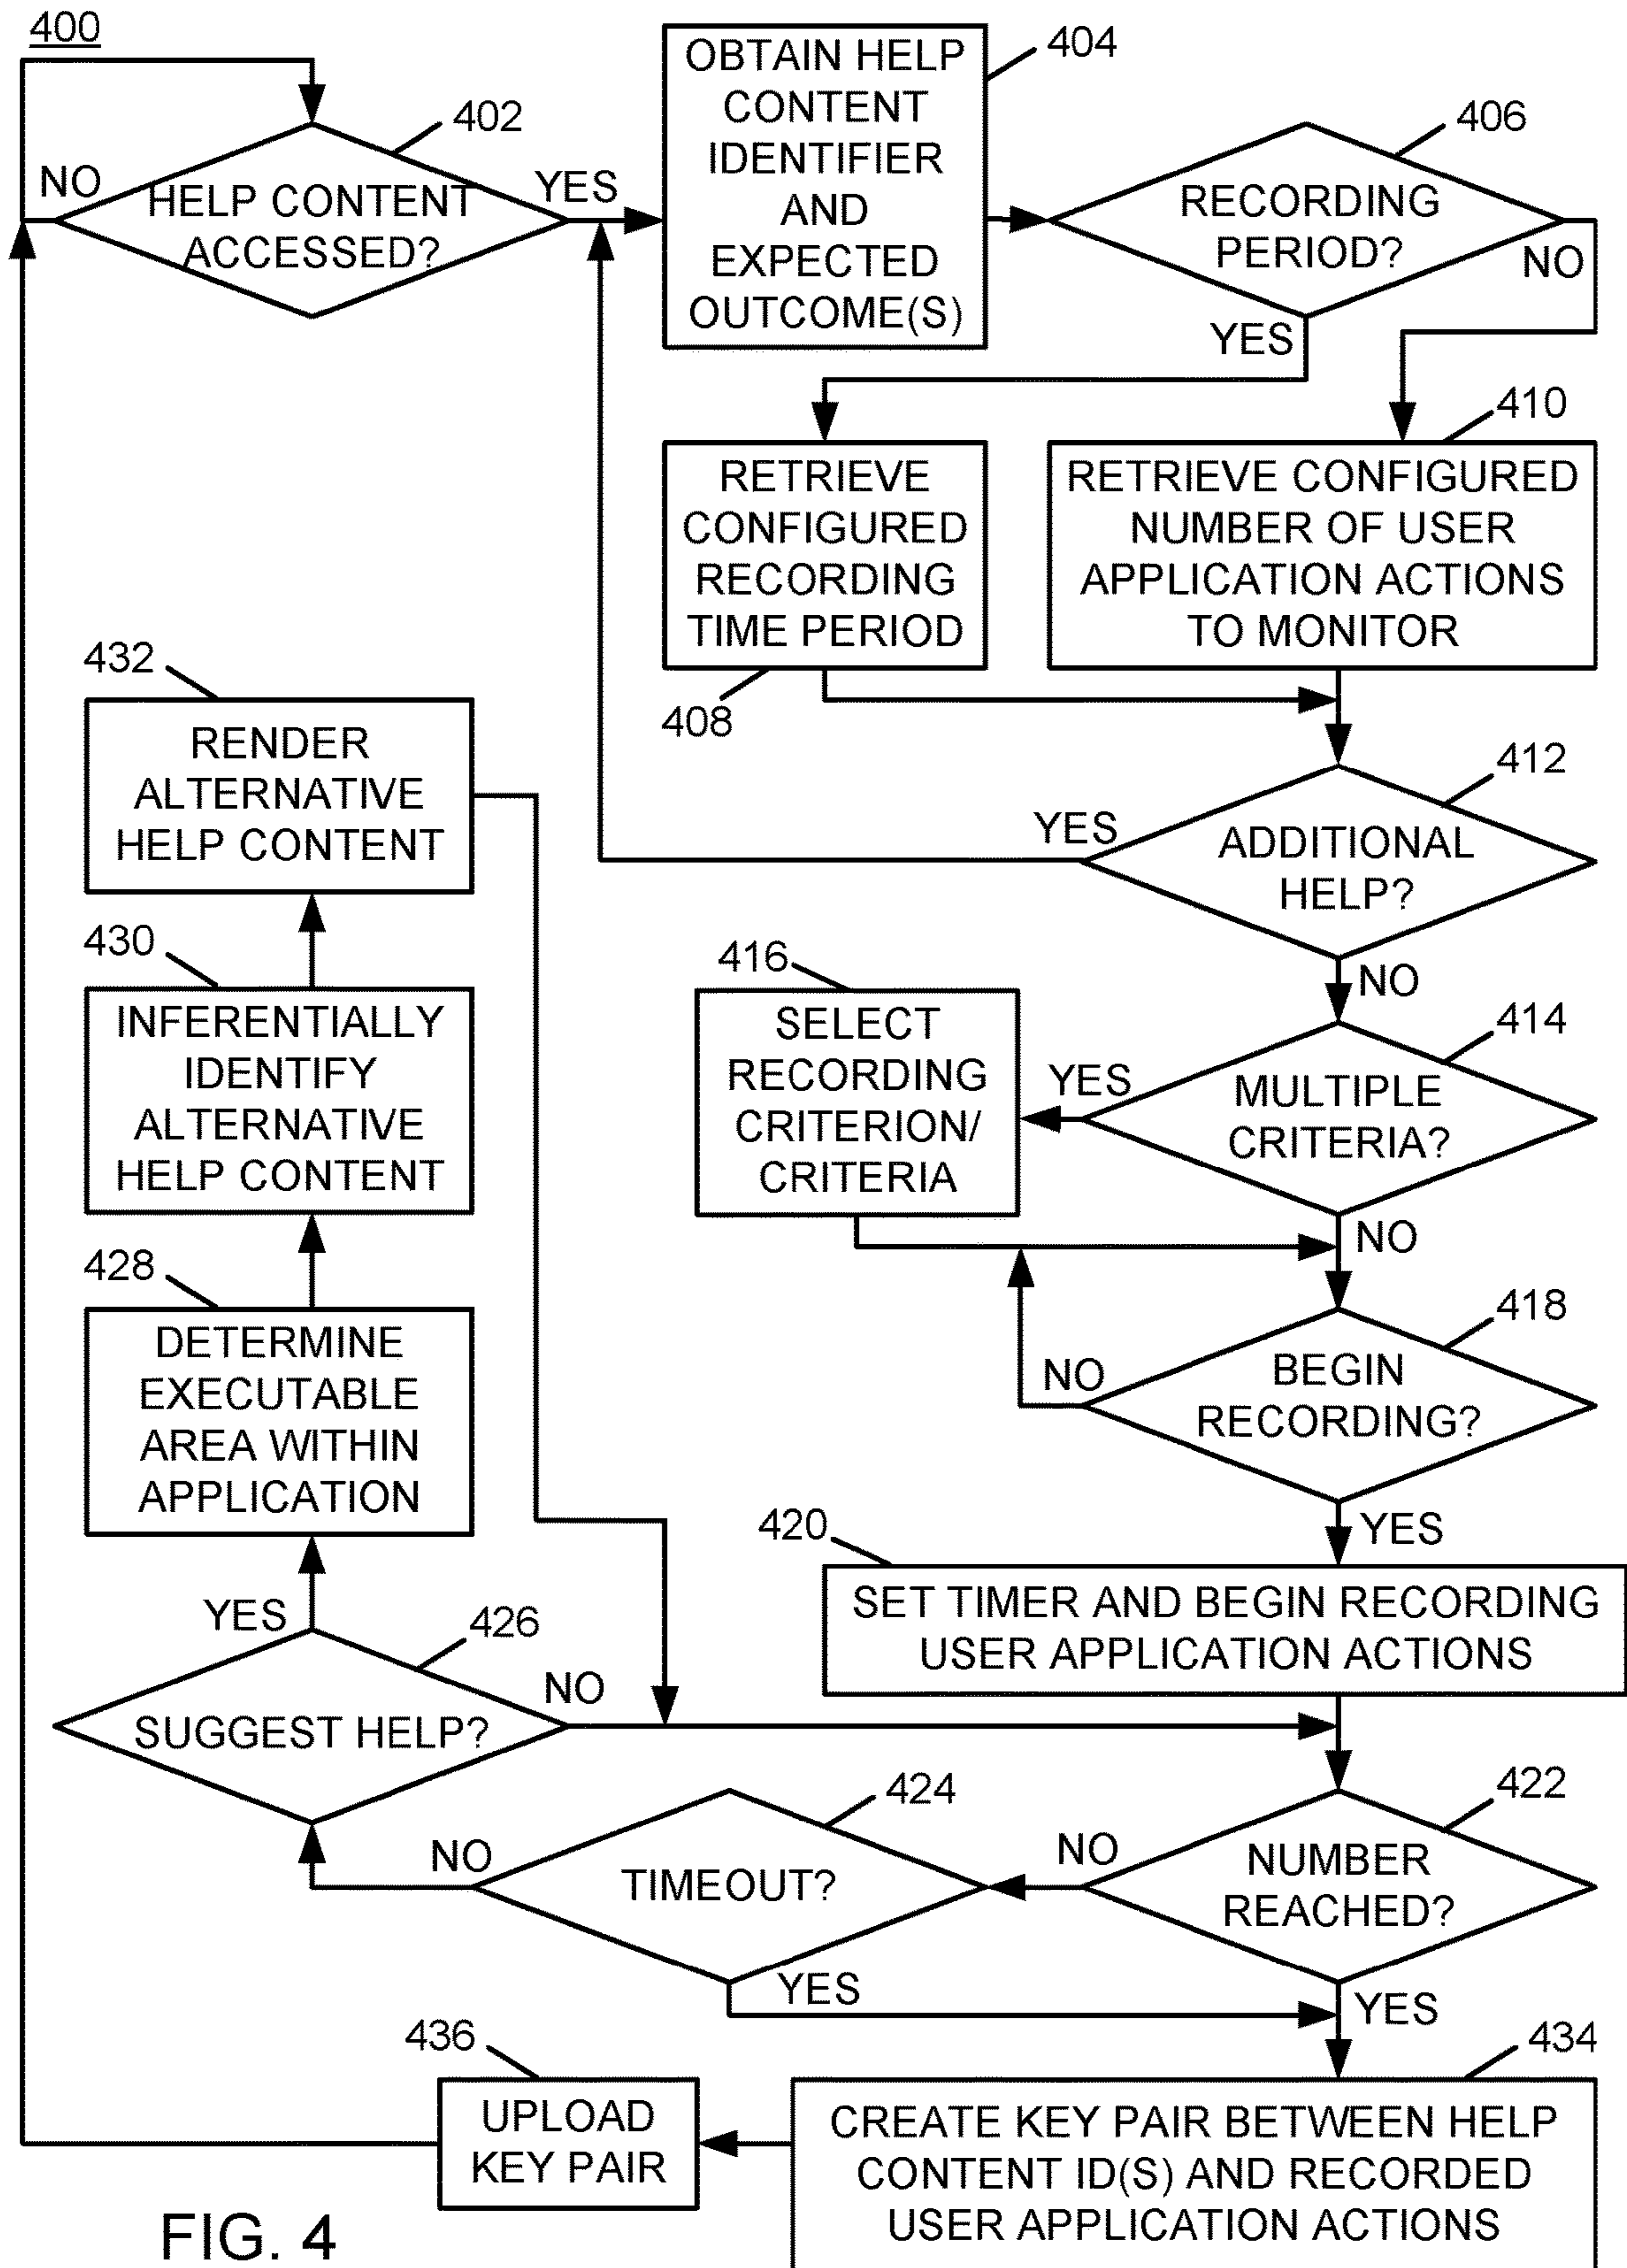 400
402
NO
HELP CONTENT
ACCESSED?
YES
OBTAIN HELP
CONTENT
IDENTIFIER
AND
EXPECTED
OUTCOME(S)
404
406
RECORDING
PERIOD?
NO
YES
RETRIEVE
CONFIGURED
RECORDING
TIME PERIOD
408
410
RETRIEVE CONFIGURED
NUMBER OF USER
APPLICATION ACTIONS
TO MONITOR
412
YES
ADDITIONAL
HELP?
NO
414
YES
MULTIPLE
CRITERIA?
NO
416
SELECT
RECORDING
CRITERION/
CRITERIA
418
NO
BEGIN
RECORDING?
YES
420
SET TIMER AND BEGIN RECORDING
USER APPLICATION ACTIONS
422
NO
NUMBER
REACHED?
YES
424
NO
TIMEOUT?
YES
426
YES
SUGGEST HELP?
NO
428
DETERMINE
EXECUTABLE
AREA WITHIN
APPLICATION
430
INFERENTIALLY
IDENTIFY
ALTERNATIVE
HELP CONTENT
432
RENDER
ALTERNATIVE
HELP CONTENT
434
CREATE KEY PAIR BETWEEN HELP
CONTENT ID(S) AND RECORDED
USER APPLICATION ACTIONS
436
UPLOAD
KEY PAIR
FIG. 4